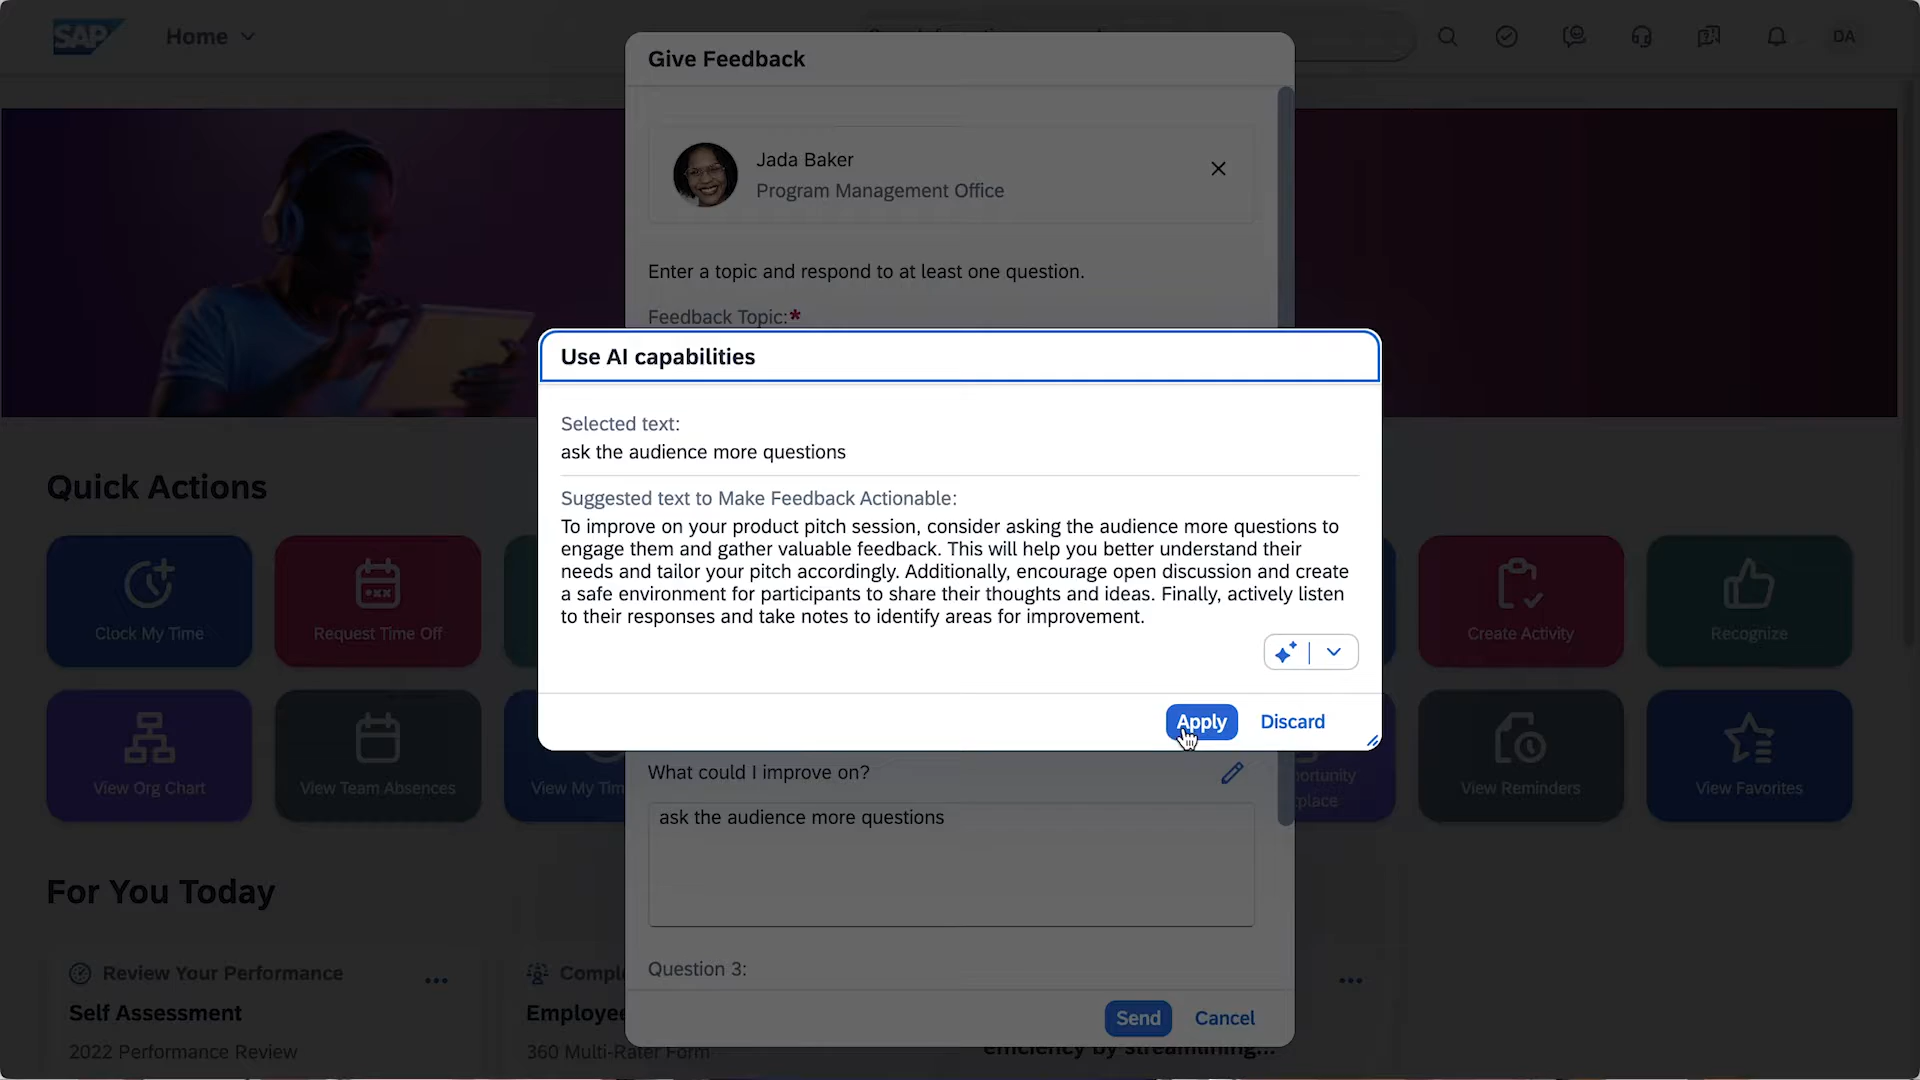 SAP
Home
DA
Give Feedback
Jada Baker
Program Management Office
Enter a topic and respond to at least one question.
Feedback Topic:*
Use AI capabilities
Selected text:
ask the audience more questions
Suggested text to Make Feedback Actionable:
To improve on your product pitch session, consider asking the audience more questions to
engage them and gather valuable feedback. This will help you better understand their
needs and tailor your pitch accordingly. Additionally, encourage open discussion and create
a safe environment for participants to share their thoughts and ideas. Finally, actively listen
to their responses and take notes to identify areas for improvement.
Apply
Discard
What could I improve on?
ask the audience more questions
Question 3:
Send
Cancel
Quick Actions
Clock My Time
Request Time Off
Create Activity
Recognize
View Org Chart
View Team Absences
View My Tim
View Reminders
View Favorites
For You Today
Review Your Performance
Self Assessment
2022 Performance Review
Compl
Employee
360 Multi-Rater Form
efficiency by streamlining...